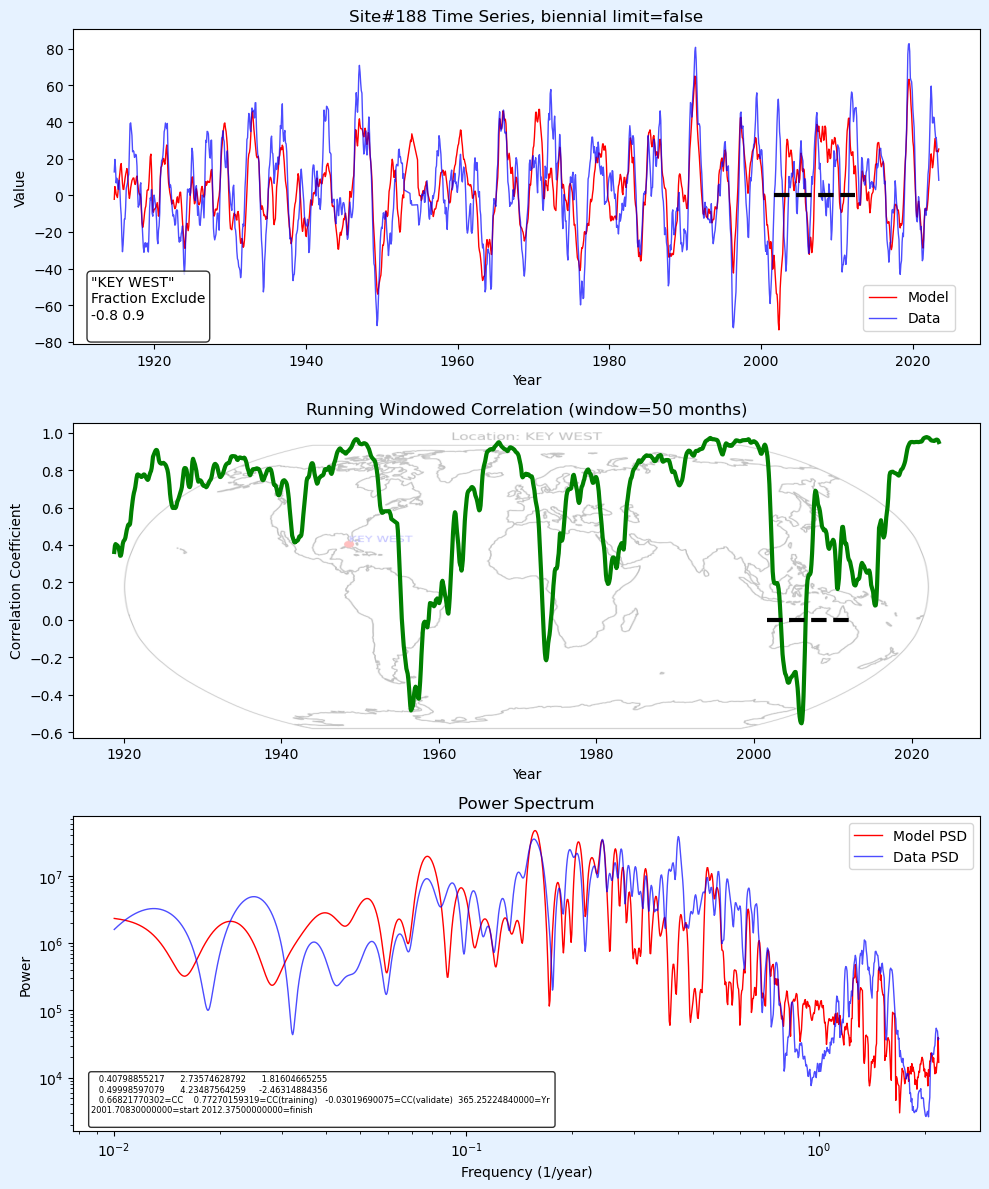 Site#188 Time Series, biennial limit=false
80
60
40
20
0
−20
−40
−60
−80
Value
"KEY WEST"
Fraction Exclude
-0.8 0.9
Model
Data
1920 1940 1960 1980 2000 2020
Year
Running Windowed Correlation (window=50 months)
Location: KEY WEST
KEY WEST
1.0
0.8
0.6
0.4
0.2
0.0
−0.2
−0.4
−0.6
Correlation Coefficient
1920 1940 1960 1980 2000 2020
Year
Power Spectrum
Model PSD
Data PSD
10⁷
10⁶
10⁵
10⁴
Power
0.40798855217 2.73574628792 1.81604665255
0.49998597079 4.23487564259 -2.46314884356
0.66821770302=CC 0.77270159319=CC(training) -0.03019690075=CC(validate) 365.25224840000=Yr
2001.70830000000=start 2012.37500000000=finish
10⁻² 10⁻¹ 10⁰
Frequency (1/year)